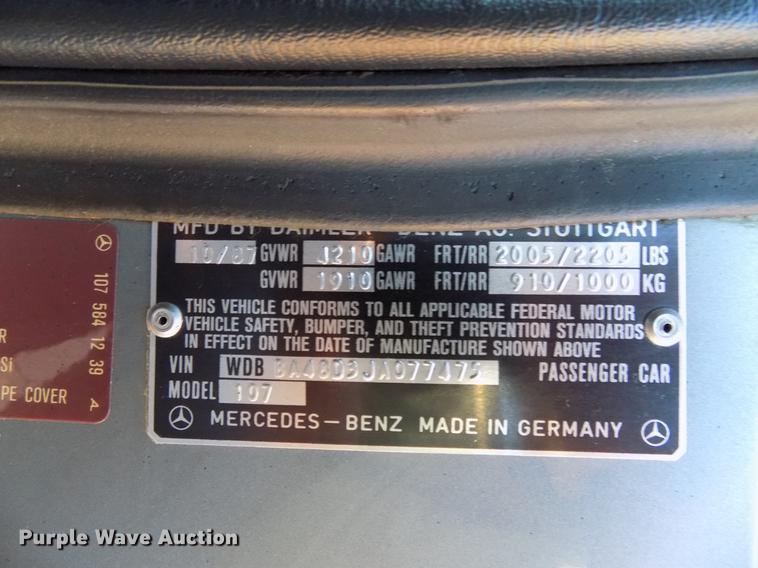 MFD BY DAIMLER - BENZ AG. STUTTGART
10/87 GVWR 4210 GAWR FRT/RR 2005/2205 LBS
GVWR 1910 GAWR FRT/RR 910/1000 KG
THIS VEHICLE CONFORMS TO ALL APPLICABLE FEDERAL MOTOR
VEHICLE SAFETY, BUMPER, AND THEFT PREVENTION STANDARDS
IN EFFECT ON THE DATE OF MANUFACTURE SHOWN ABOVE
VIN WDB BA48D3JA077475 PASSENGER CAR
MODEL 107
MERCEDES-BENZ MADE IN GERMANY
107 584 12 39 A
R
Si
PE COVER
Purple Wave Auction